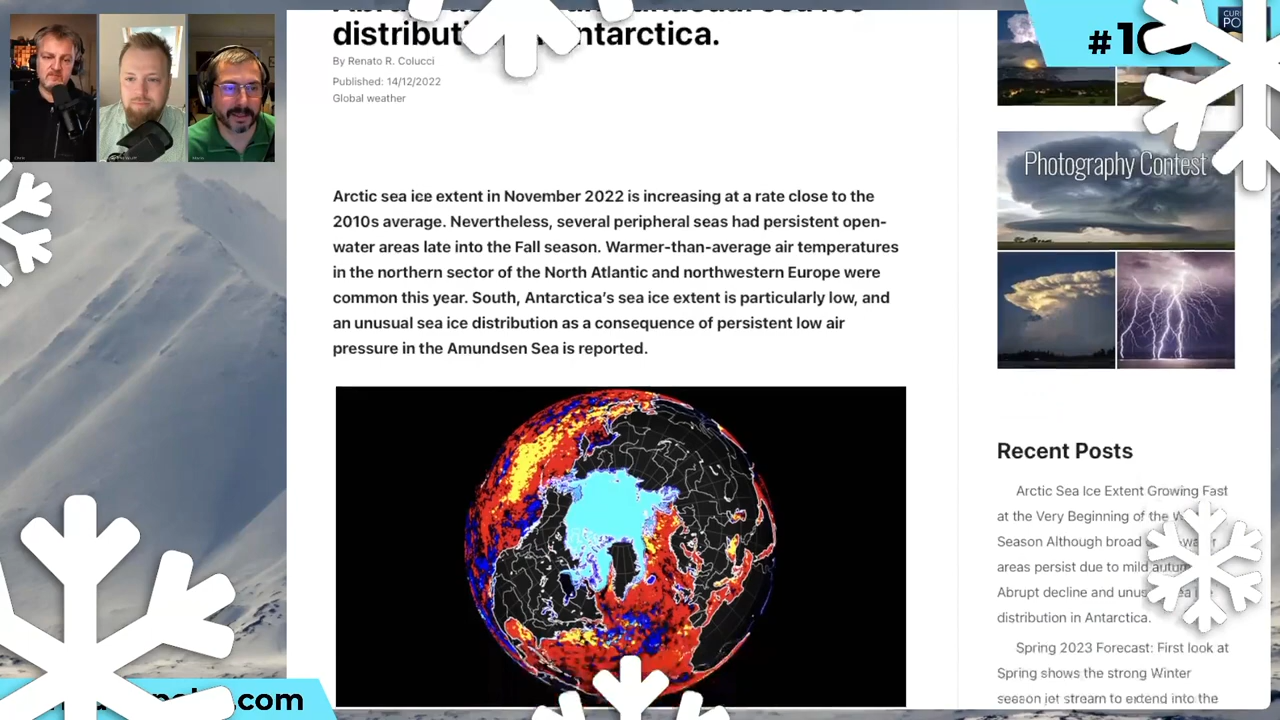 distribu ntarctica.
By Renato R. Colucci
Published: 14/12/2022
Global weather
Arctic sea ice extent in November 2022 is increasing at a rate close to the
2010s average. Nevertheless, several peripheral seas had persistent open-
water areas late into the Fall season. Warmer-than-average air temperatures
in the northern sector of the North Atlantic and northwestern Europe were
common this year. South, Antarctica's sea ice extent is particularly low, and
an unusual sea ice distribution as a consequence of persistent low air
pressure in the Amundsen Sea is reported.
#10
CURI
PO
Photography Contest
Recent Posts
Arctic Sea Ice Extent Growing Fast
at the Very Beginning of the
Season Although broad
areas persist due to mild autum
Abrupt decline and unus
distribution in Antarctica.
Spring 2023 Forecast: First look at
Spring shows the strong Winter
season jet stream to extend into the
.com